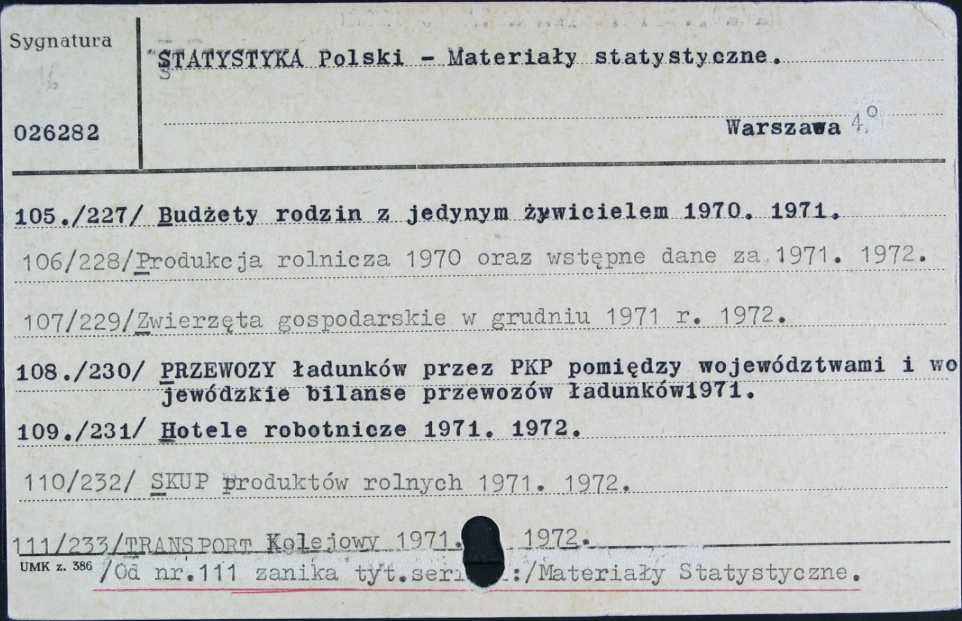 Sygnatura
STATYSTYKA Polski - Materiały statystyczne.
026282
Warszawa 4°
105./227/ Budżety rodzin z jedynym żywicielem 1970. 1971.
106/228/Produkcja rolnicza 1970 oraz wstępne dane za 1971. 1972.
107/229/Zwierzęta gospodarskie w grudniu 1971 r. 1972.
108./230/ PRZEWOZY ładunków przez PKP pomiędzy województwami i wo
jewódzkie bilanse przewozów ładunków1971.
109./231/ Hotele robotnicze 1971. 1972.
110/232/ SKUP produktów rolnych 1971. 1972.
111/233/TRANSPORT Kolejowy 1971. 1972.
UMK z. 386 /Od nr.111 zanika tyt. :/Materiały Statystyczne.